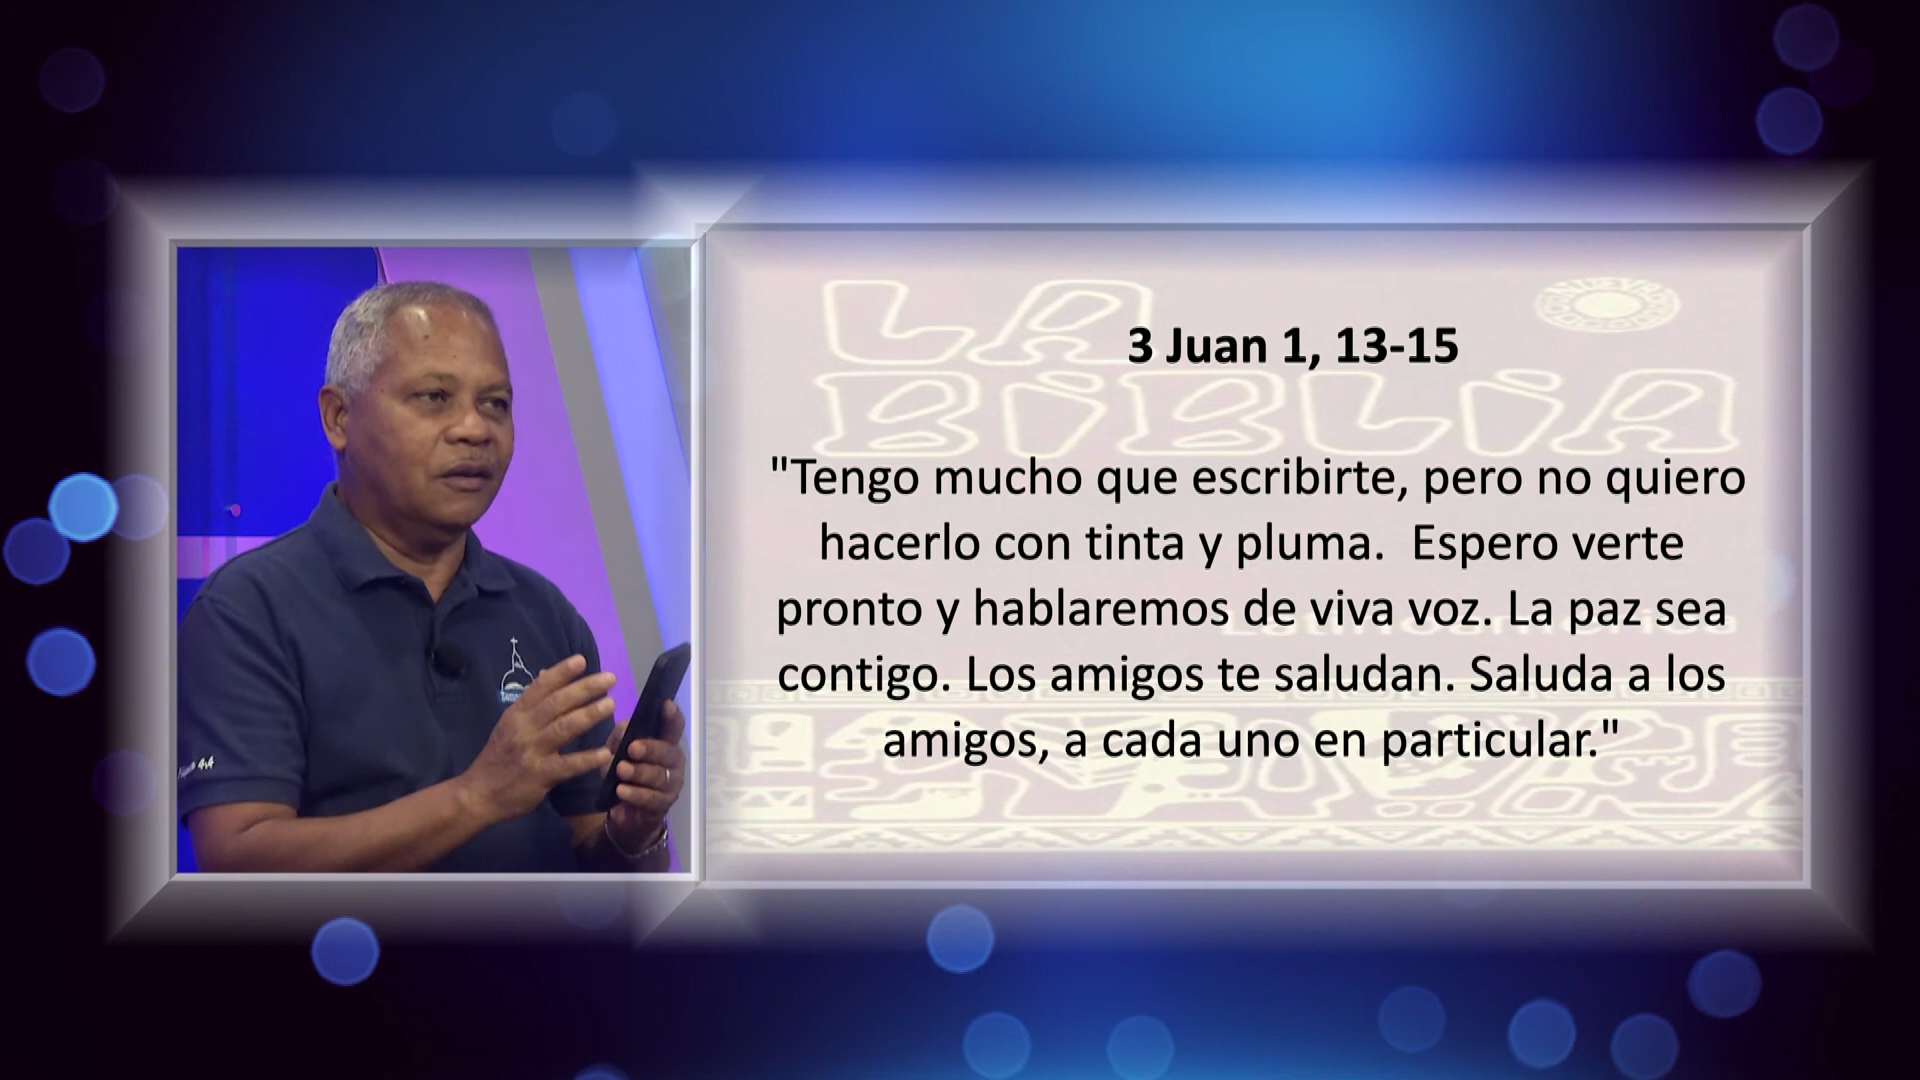 LA
BIBLIA
3 Juan 1, 13-15
"Tengo mucho que escribirte, pero no quiero
hacerlo con tinta y pluma.  Espero verte
pronto y hablaremos de viva voz. La paz sea
contigo. Los amigos te saludan. Saluda a los
amigos, a cada uno en particular."